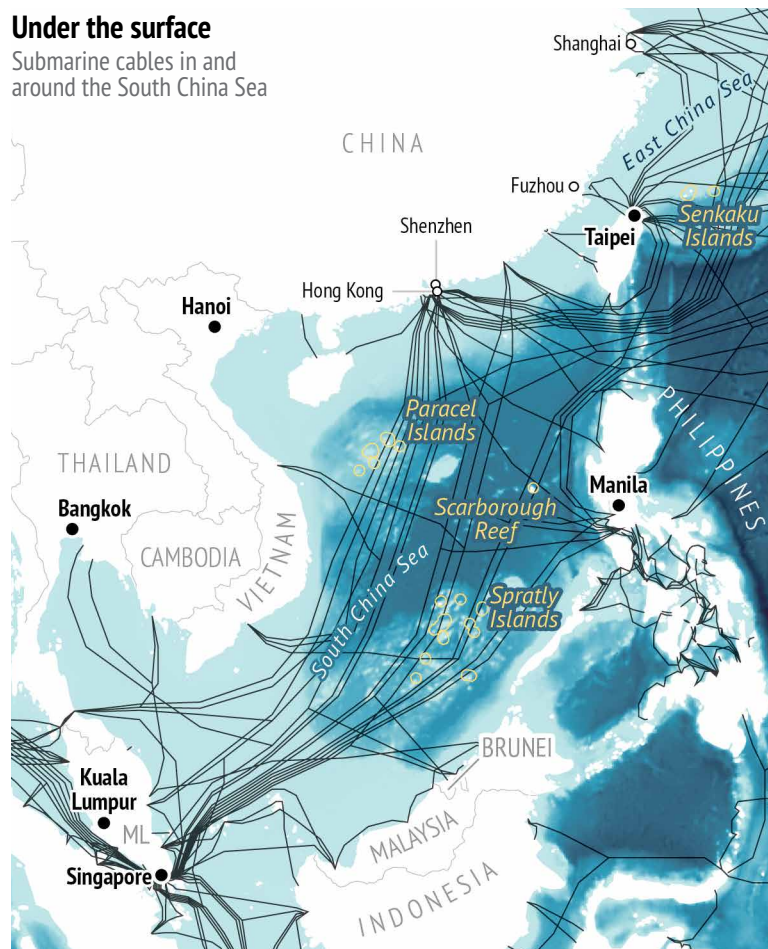 Under the surface
Submarine cables in and
around the South China Sea
Shanghai
East China Sea
CHINA
Fuzhou
Senkaku
Islands
Taipei
Shenzhen
Hong Kong
Hanoi
Paracel
Islands
PHILIPPINES
THAILAND
Manila
Scarborough
Reef
Bangkok
CAMBODIA
VIETNAM
South China Sea
Spratly
Islands
BRUNEI
Kuala
Lumpur
ML
MALAYSIA
Singapore
INDONESIA